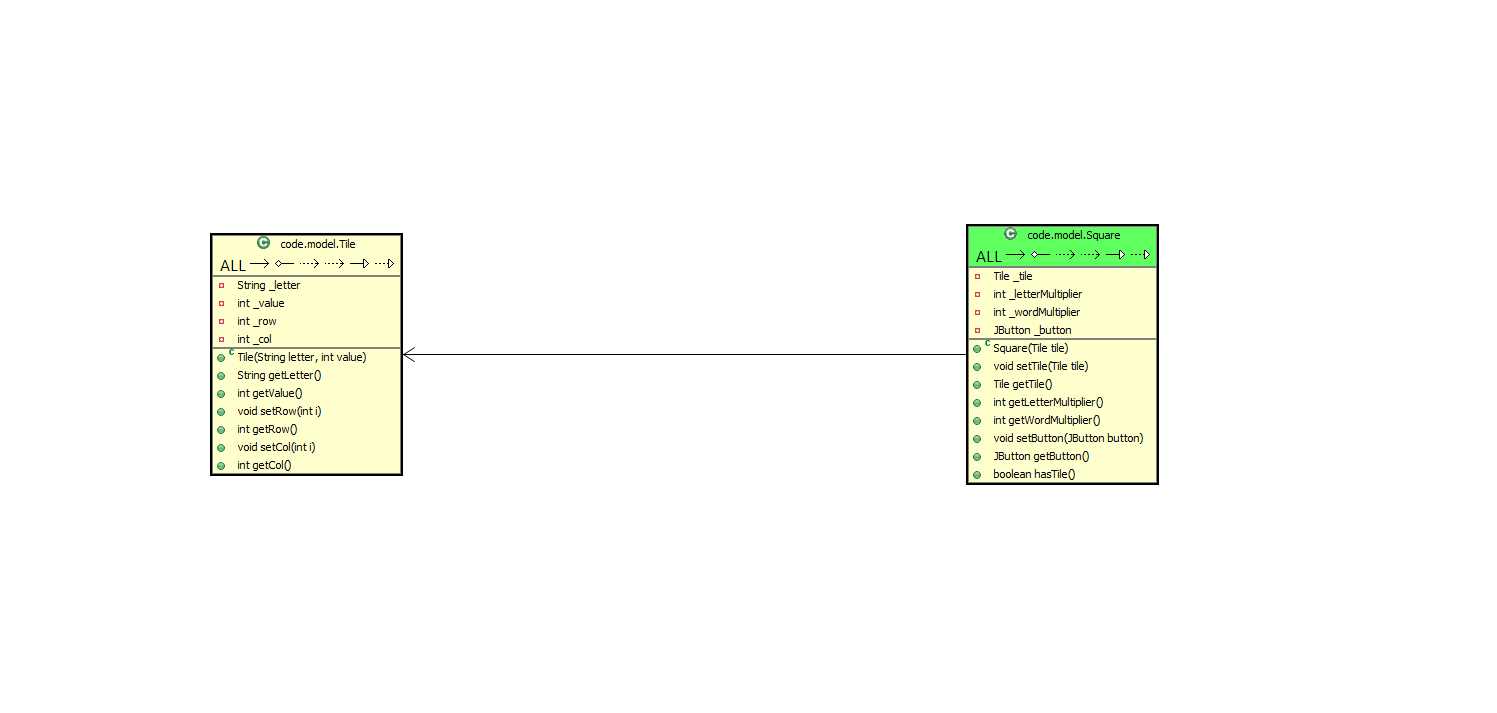 C code.model.Tile
ALL
String _letter
int _value
int _row
int _col
C Tile(String letter, int value)
String getLetter()
int getValue()
void setRow(int i)
int getRow()
void setCol(int i)
int getCol()
C code.model.Square
ALL
Tile _tile
int _letterMultiplier
int _wordMultiplier
JButton _button
C Square(Tile tile)
void setTile(Tile tile)
Tile getTile()
int getLetterMultiplier()
int getWordMultiplier()
void setButton(JButton button)
JButton getButton()
boolean hasTile()